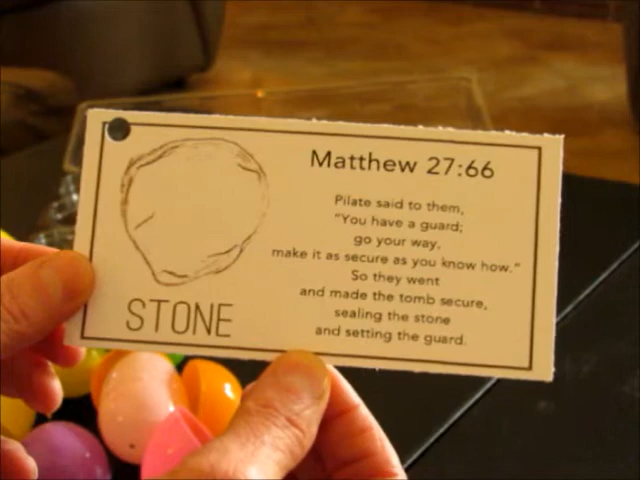 Matthew 27:66
Pilate said to them,
"You have a guard;
go your way,
make it as secure as you know how."
So they went
and made the tomb secure,
sealing the stone
and setting the guard.
STONE